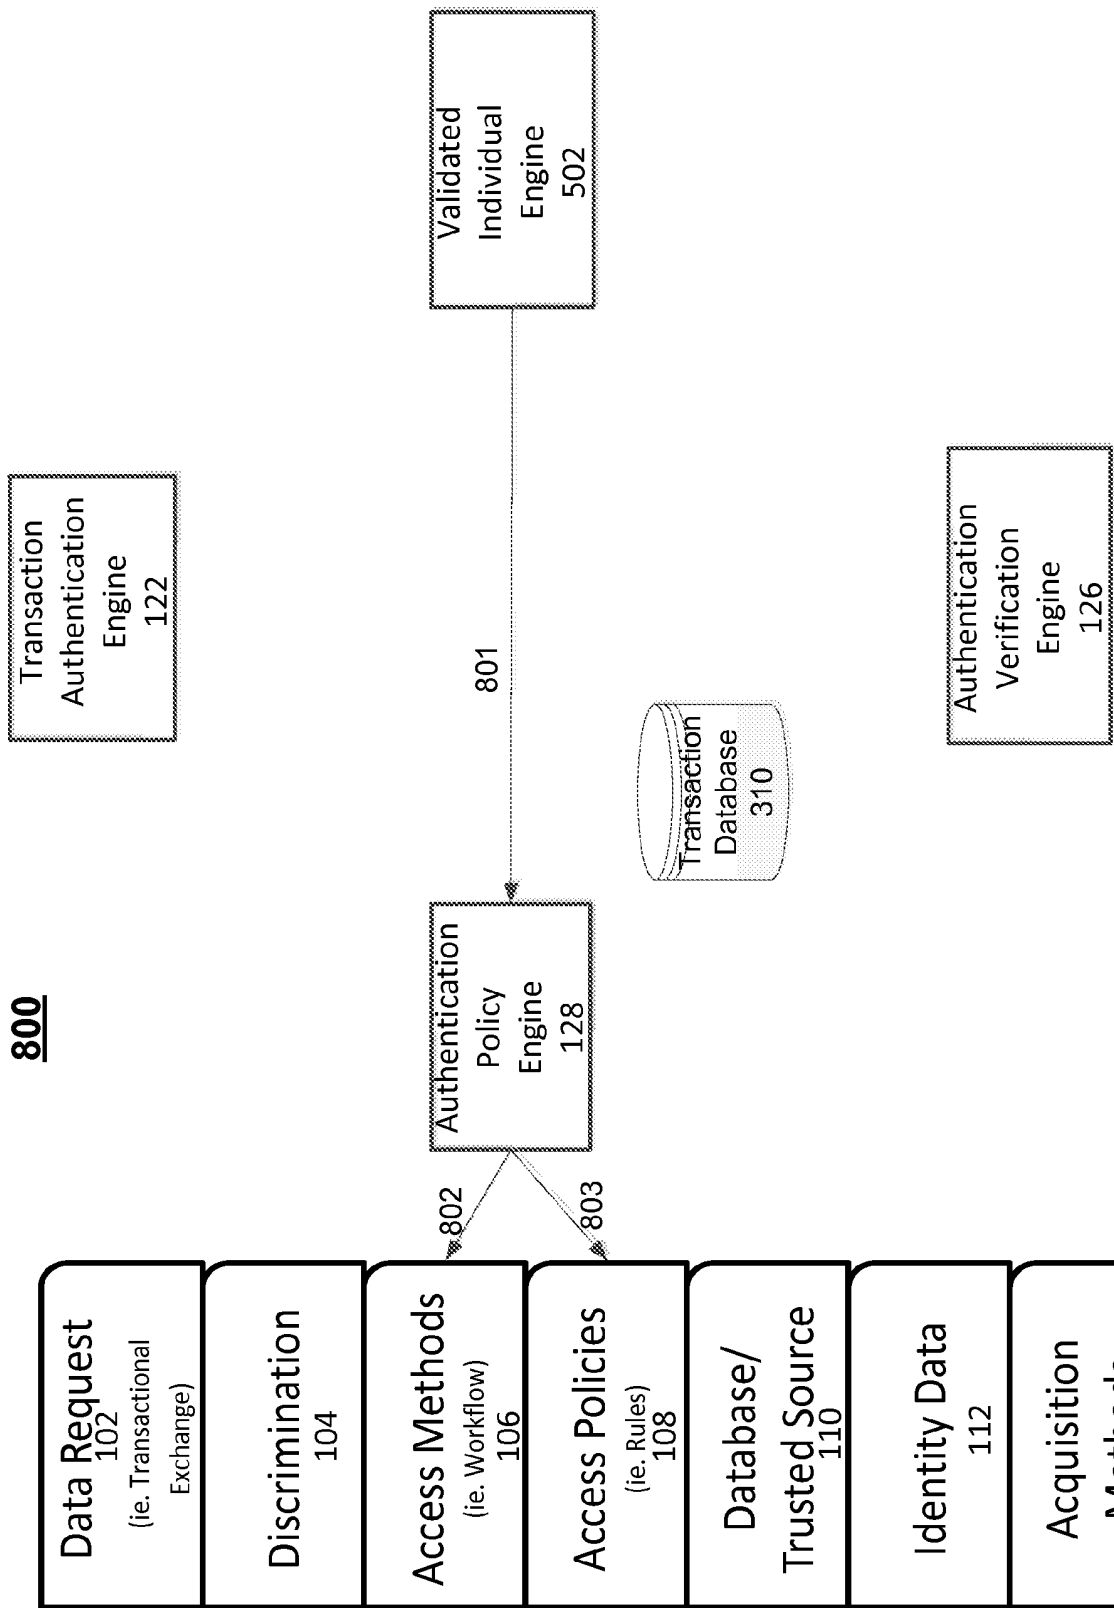 800
Data Request
102
(ie. Transactional
Exchange)
Discrimination
104
Access Methods
(ie. Workflow)
106
Access Policies
(ie. Rules)
108
Database/
Trusted Source
110
Identity Data
112
Acquisition
Methods
802
803
Authentication
Policy
Engine
128
801
Transaction
Database
310
Transaction
Authentication
Engine
122
Authentication
Verification
Engine
126
Validated
Individual
Engine
502